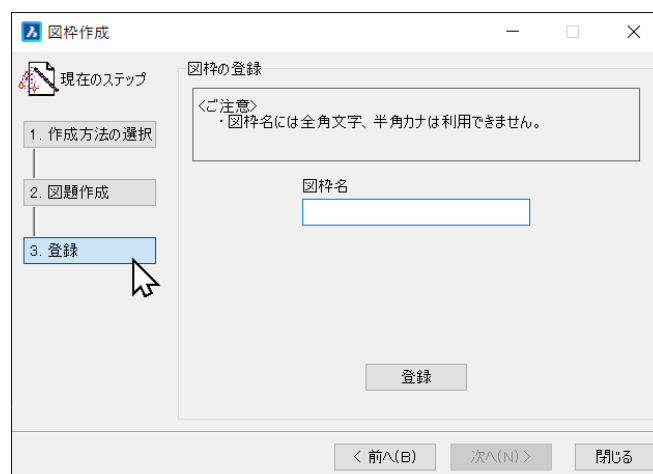 図枠作成
現在のステップ
1. 作成方法の選択
2. 図題作成
3. 登録
図枠の登録
<ご注意>
・図枠名には全角文字、半角カナは利用できません。
図枠名
登録
< 前へ(B)
次へ(N) >
閉じる